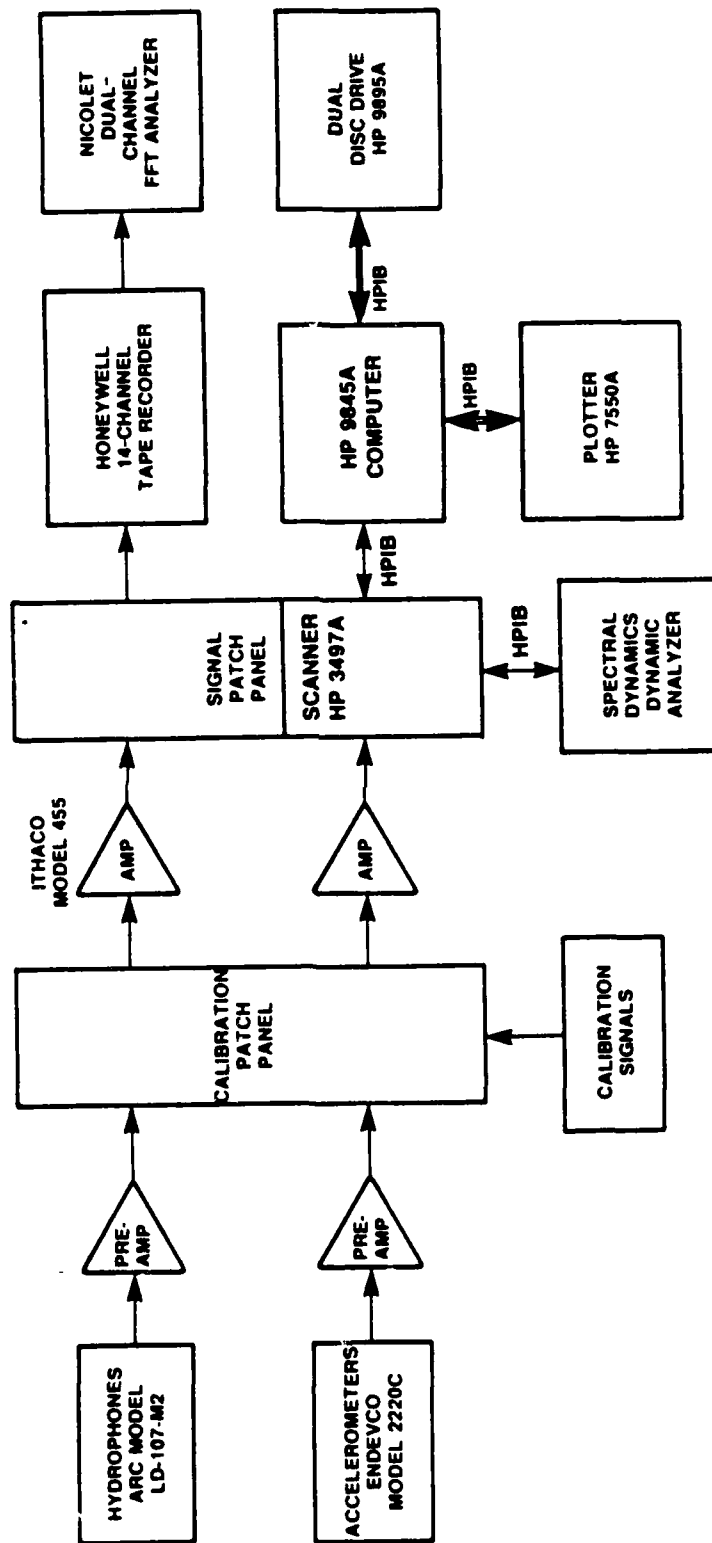 HYDROPHONES
ARC MODEL
LD-107-M2
PRE-
AMP
ACCELEROMETERS
ENDEVCO
MODEL 2220C
PRE-
AMP
CALIBRATION
PATCH
PANEL
CALIBRATION
SIGNALS
ITHACO
MODEL 455
AMP
AMP
SIGNAL
PATCH
PANEL
SCANNER
HP 3497A
HPIB
SPECTRAL
DYNAMICS
DYNAMIC
ANALYZER
HONEYWELL
14-CHANNEL
TAPE RECORDER
HPIB
HP 9845A
COMPUTER
HPIB
PLOTTER
HP 7550A
NICOLET
DUAL-
CHANNEL
FFT ANALYZER
HPIB
DUAL
DISC DRIVE
HP 9895A